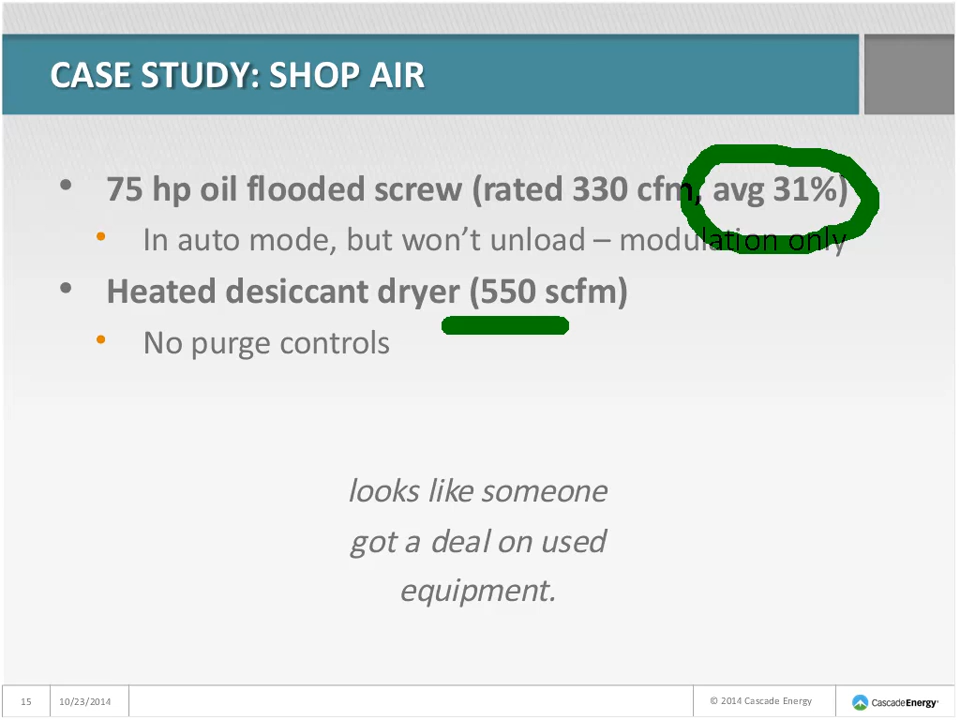 CASE STUDY: SHOP AIR
• 75 hp oil flooded screw (rated 330 cfm, avg 31%)
• In auto mode, but won’t unload – modulation only
• Heated desiccant dryer (550 scfm)
• No purge controls
looks like someone
got a deal on used
equipment.
15 10/23/2014 © 2014 Cascade Energy CascadeEnergy